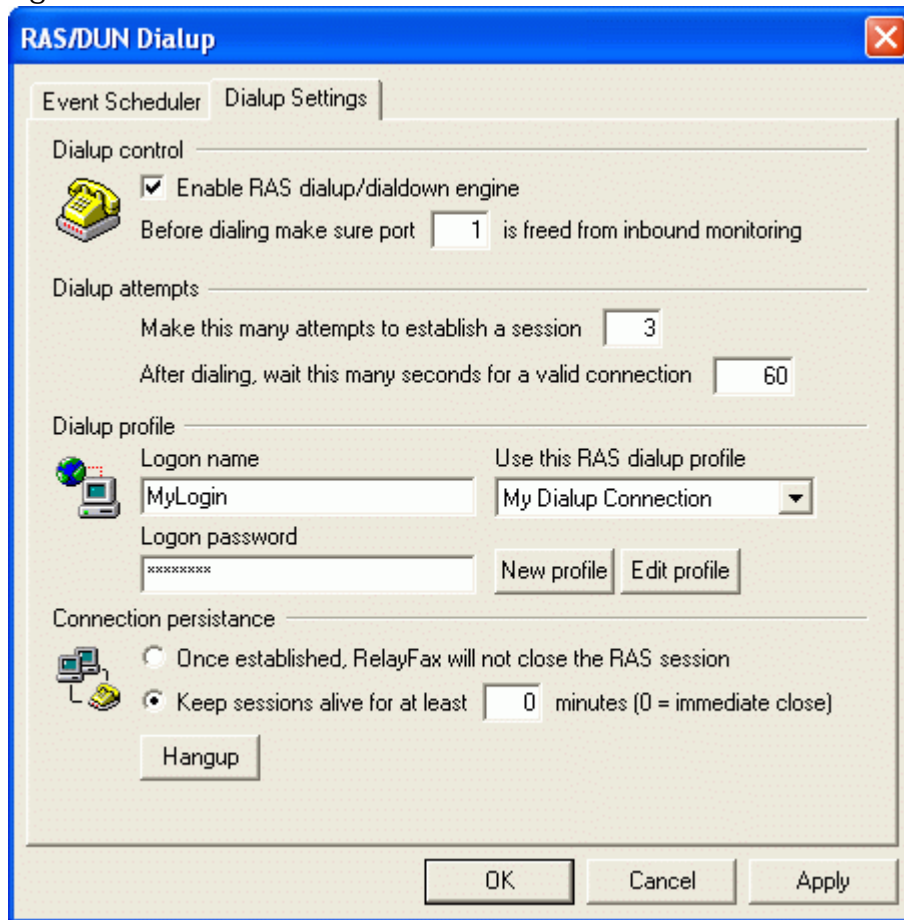 RAS/DUN Dialup
Event Scheduler Dialup Settings
Dialup control
Enable RAS dialup/dialdown engine
Before dialing make sure port 1 is freed from inbound monitoring
Dialup attempts
Make this many attempts to establish a session 3
After dialing, wait this many seconds for a valid connection 60
Dialup profile
Logon name Use this RAS dialup profile
MyLogin My Dialup Connection
Logon password
******** New profile Edit profile
Connection persistance
Once established, RelayFax will not close the RAS session
Keep sessions alive for at least 0 minutes (0 = immediate close)
Hangup
OK Cancel Apply